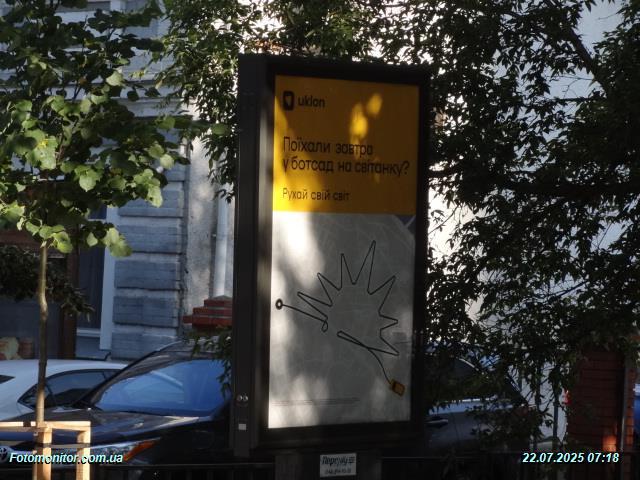 uklon
Поїхали завтра
у ботсад на світанку?
Рухай свій світ
Fotomonitor.com.ua
22.07.2025 07:18